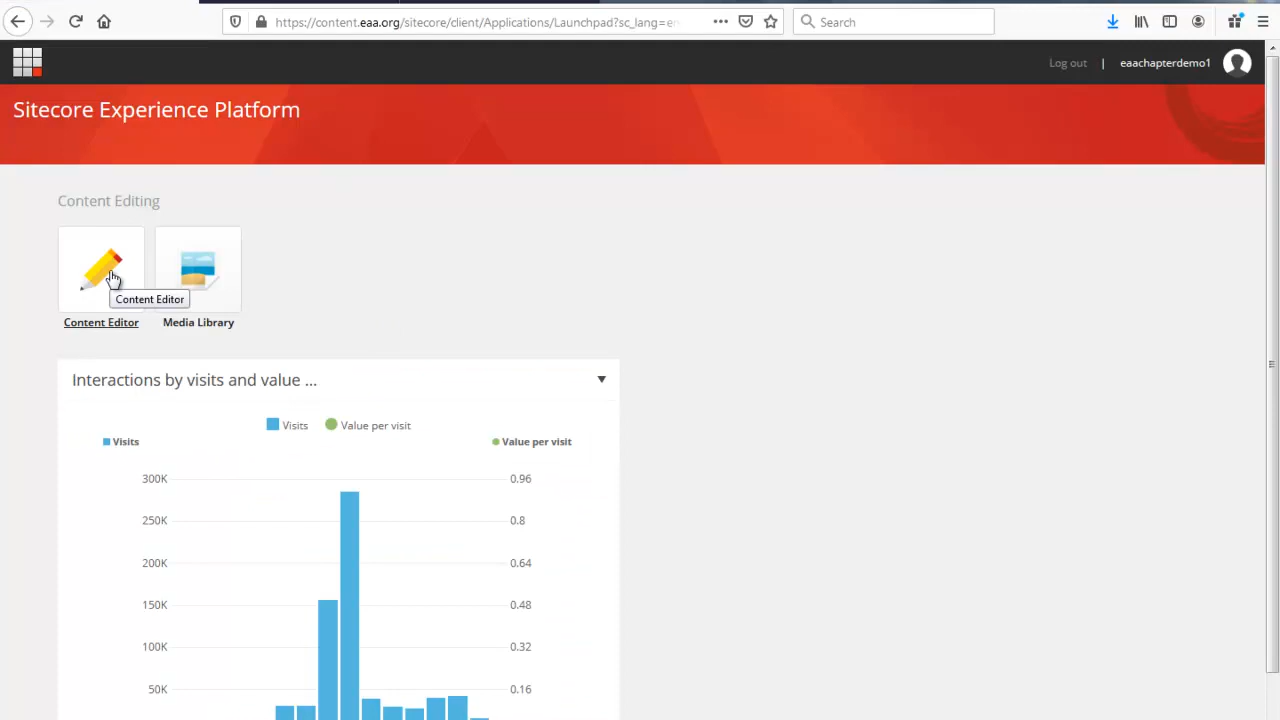 https://content.eaa.org/sitecore/client/Applications/Launchpad?sc_lang=en
Search
Log out | eaachapterdemo1
Sitecore Experience Platform
Content Editing
Content Editor
Content Editor Media Library
Interactions by visits and value ...
Visits Value per visit
Visits Value per visit
300K 0.96
250K 0.8
200K 0.64
150K 0.48
100K 0.32
50K 0.16